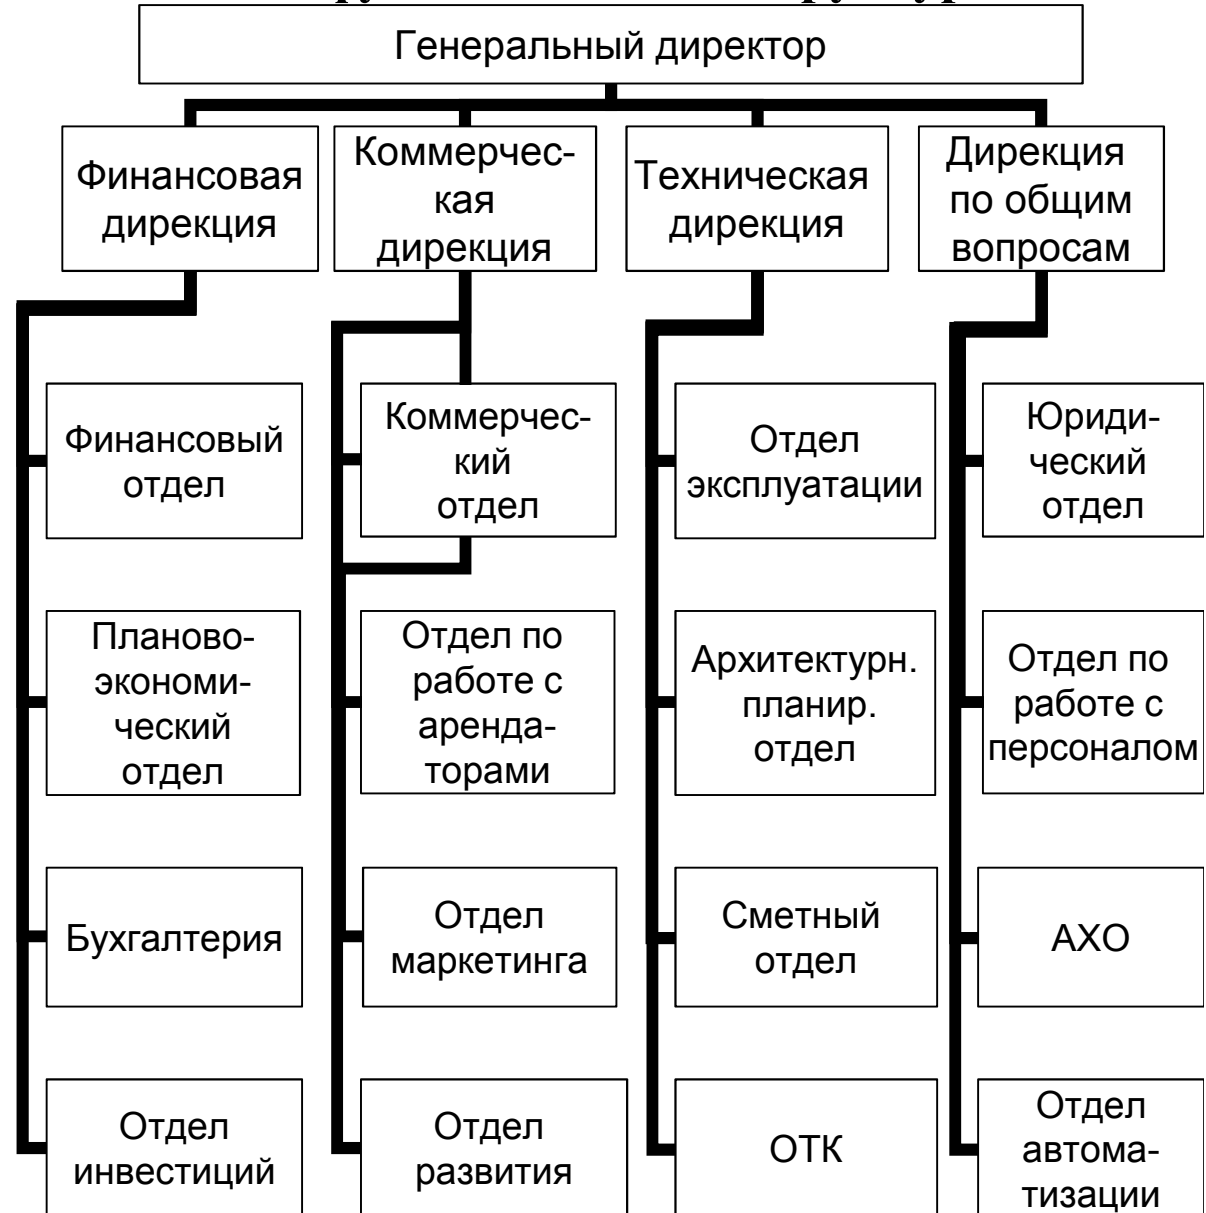 Генеральный директор
Финансовая
дирекция
Коммерчес-
кая
дирекция
Техническая
дирекция
Дирекция
по общим
вопросам
Финансовый
отдел
Коммерчес-
кий
отдел
Отдел
эксплуатации
Юриди-
ческий
отдел
Планово-
экономи-
ческий
отдел
Отдел по
работе с
аренда-
торами
Архитектурн.
планир.
отдел
Отдел по
работе с
персоналом
Бухгалтерия
Отдел
маркетинга
Сметный
отдел
АХО
Отдел
инвестиций
Отдел
развития
ОТК
Отдел
автома-
тизации